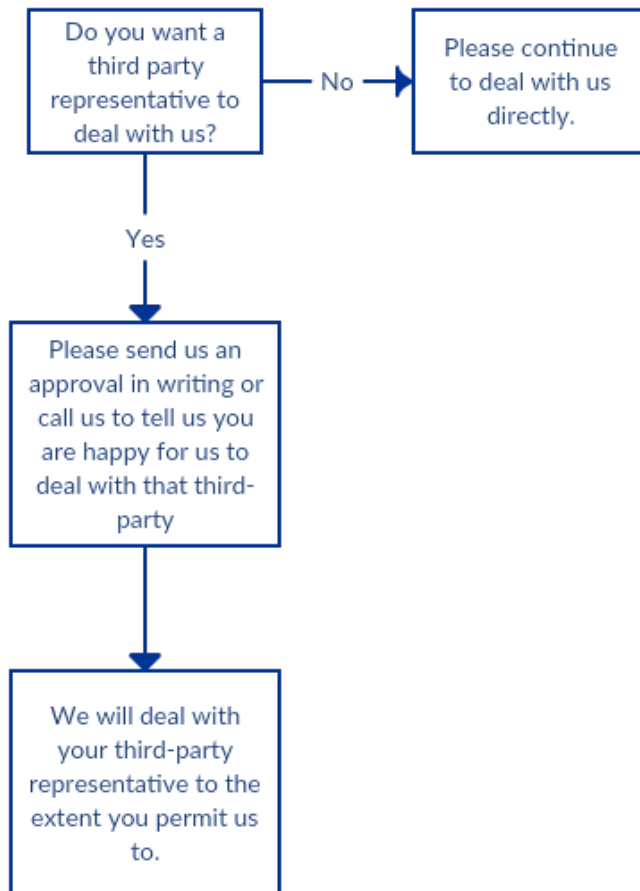 Do you want a
third party
representative to
deal with us?
No
Please continue
to deal with us
directly.
Yes
Please send us an
approval in writing or
call us to tell us you
are happy for us to
deal with that third-
party
We will deal with
your third-party
representative to the
extent you permit us
to.